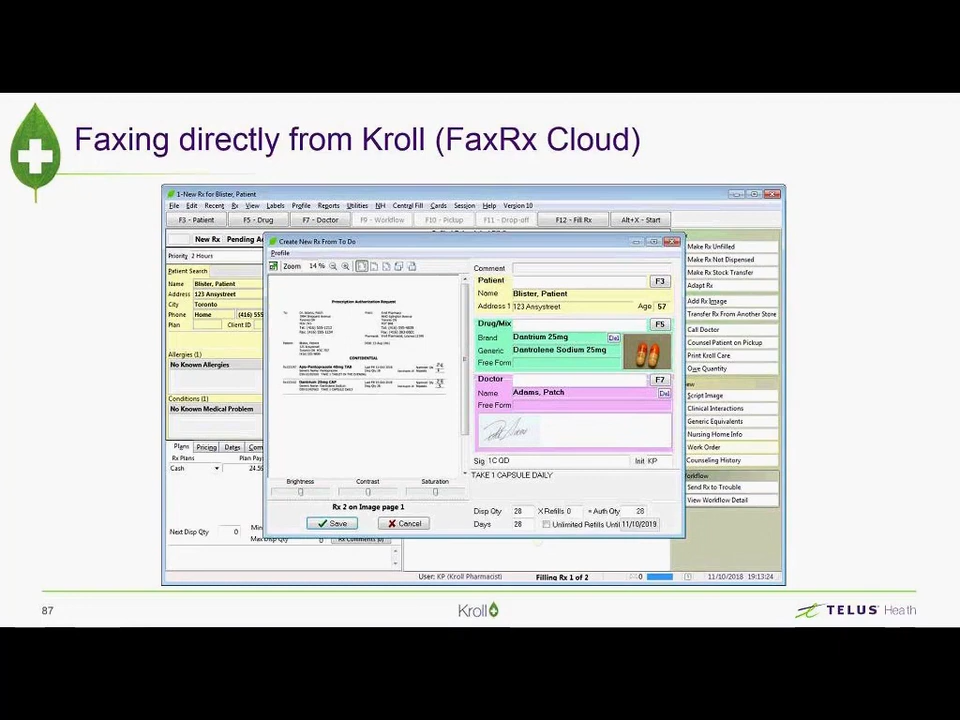 Faxing directly from Kroll (FaxRx Cloud)
1-New Rx for Blister, Patient
File Edit Recent Rx View Labels Profile Reports Utilities NH Central Fill Cards Session Help Version 10
F3 - Patient F5 - Drug F7 - Doctor F9 - Workflow F10 - Pickup F11 - Drop-off F12 - Fill Rx Alt+X - Start
New Rx Pending
Priority 2 Hours
Patient Search
Name Blister, Patient
Address 123 Ansystreet
City Toronto
Phone Home (416) 555
Plan Client ID
Allergies (1)
No Known Allergies
Conditions (1)
No Known Medical Problem
Plans Pricing Dates
Rx Plans Plan Pay
Cash 24.59
Next Disp Qty 0
Rx Comments (0)
Create New Rx From To Do
Profile
Zoom 14 %
Prescription Authorization Request
CONFIDENTIAL
Brightness Contrast Saturation
Rx 2 on Image page 1
Save Cancel
Comment
Patient F3
Name Blister, Patient
Address 1 123 Ansystreet Age 57
Drug/Mix F5
Brand Dantrium 25mg Del
Generic Dantrolene Sodium 25mg
Free Form
Doctor F7
Name Adams, Patch Del
Free Form
Sig 1C QD Init KP
TAKE 1 CAPSULE DAILY
Disp Qty 28 X Refills 0 = Auth Qty 28
Days 28 Unlimited Refills Until 11/10/2019
Make Rx Unfilled
Make Rx Not Dispensed
Make Rx Stock Transfer
Adapt Rx
Add Rx Image
Transfer Rx From Another Store
Call Doctor
Counsel Patient on Pickup
Print Kroll Care
Owe Quantity
Script Image
Clinical Interactions
Generic Equivalents
Nursing Home Info
Work Order
Counseling History
Send Rx to Trouble
View Workflow Detail
User: KP (Kroll Pharmacist) Filling Rx 1 of 2 0 11/10/2018 19:13:24
87 Kroll TELUS Health